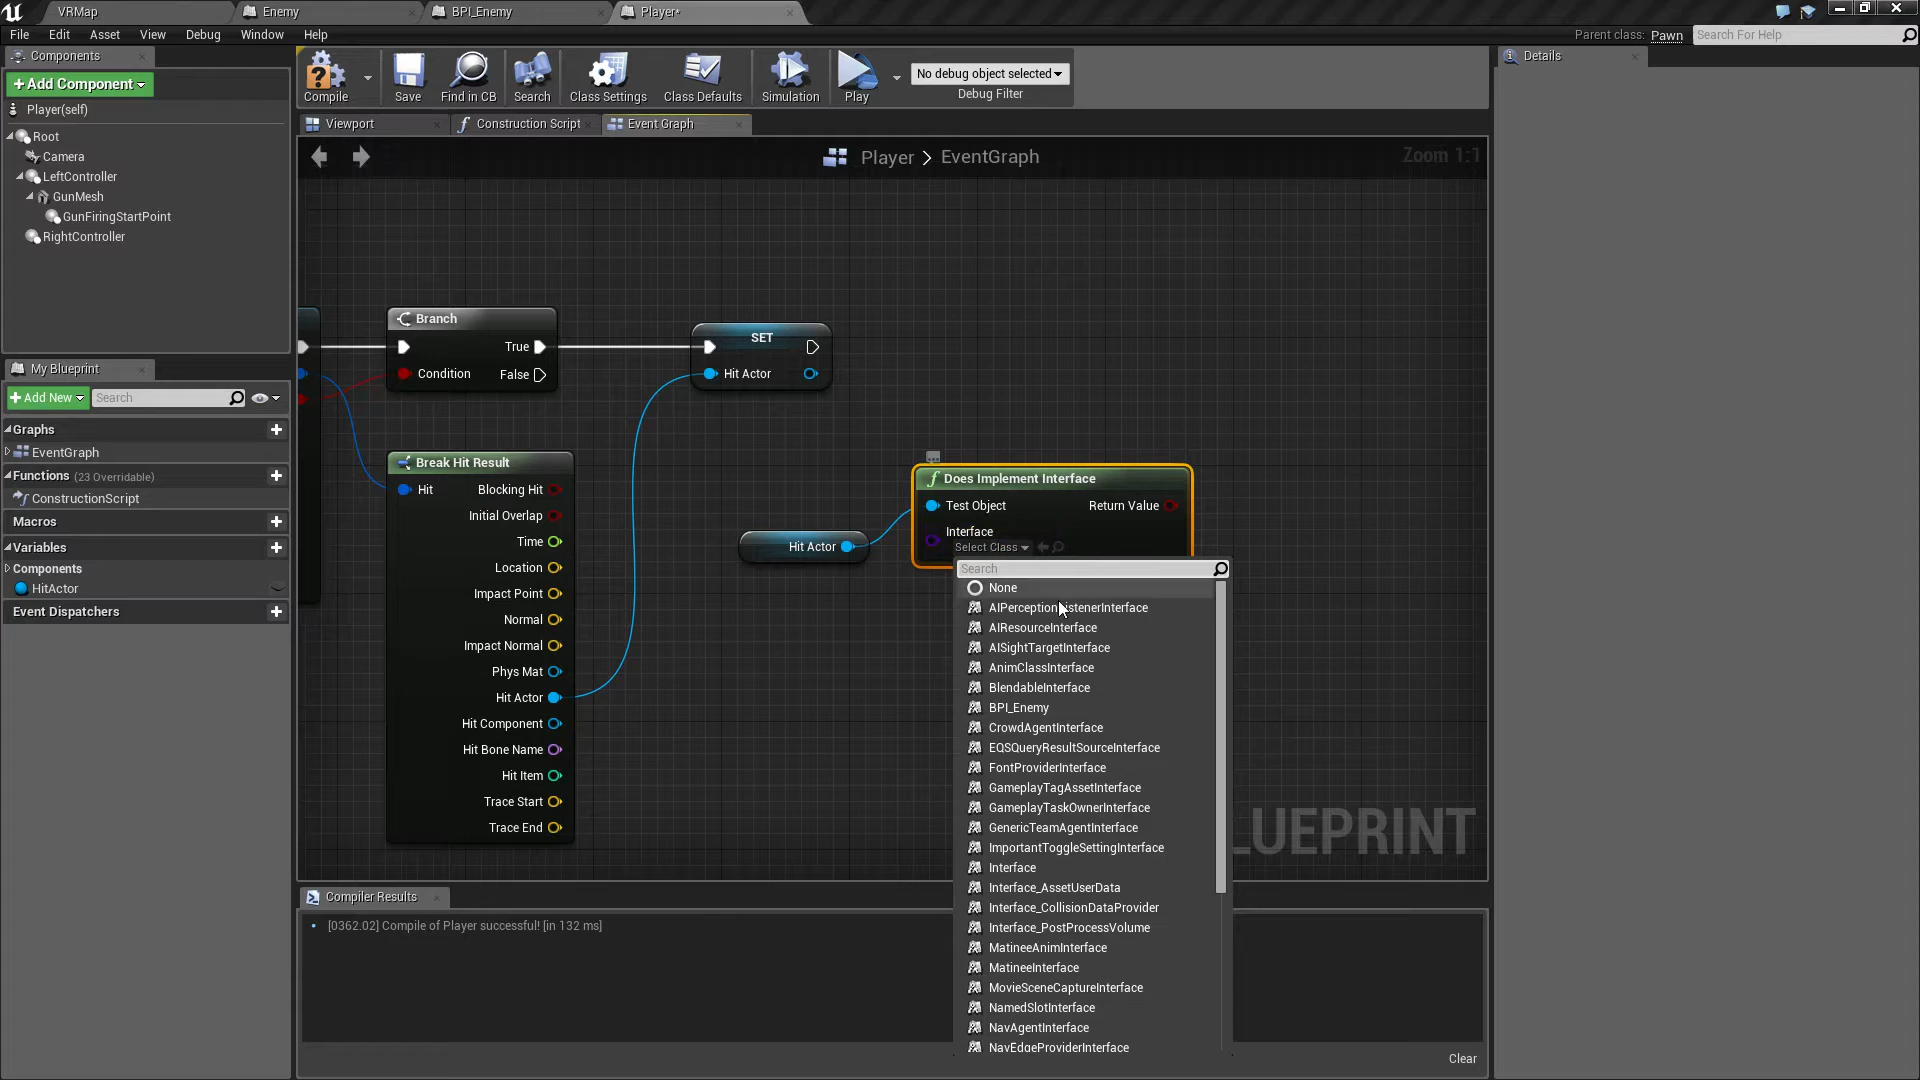 VRMap
Enemy
BPI_Enemy
Player*
File
Edit
Asset
View
Debug
Window
Help
Parent class:
Pawn
Search For Help
Components
+Add Component
Player(self)
Root
Camera
LeftController
GunMesh
GunFiringStartPoint
RightController
My Blueprint
+Add New
Search
Graphs
EventGraph
Functions (23 Overridable)
ConstructionScript
Macros
Variables
Components
HitActor
Event Dispatchers
Compile
Save
Find in CB
Search
Class Settings
Class Defaults
Simulation
Play
No debug object selected
Debug Filter
Viewport
Construction Script
Event Graph
Player > EventGraph
Zoom 1:1
Branch
True
Condition
False
SET
Hit Actor
Break Hit Result
Hit
Blocking Hit
Initial Overlap
Time
Location
Impact Point
Normal
Impact Normal
Phys Mat
Hit Actor
Hit Component
Hit Bone Name
Hit Item
Trace Start
Trace End
Hit Actor
Does Implement Interface
Test Object
Return Value
Interface
Select Class
Search
None
AIResourceInterface
AISightTargetInterface
AnimClassInterface
BlendableInterface
BPI_Enemy
CrowdAgentInterface
EQSQueryResultSourceInterface
FontProviderInterface
GameplayTagAssetInterface
GameplayTaskOwnerInterface
GenericTeamAgentInterface
ImportantToggleSettingInterface
Interface
Interface_AssetUserData
Interface_CollisionDataProvider
Interface_PostProcessVolume
MatineeAnimInterface
MatineeInterface
MovieSceneCaptureInterface
NamedSlotInterface
NavAgentInterface
NavEdgeProviderInterface
LUEPRINT
Compiler Results
[0362.02] Compile of Player successful! [in 132 ms]
Clear
Details